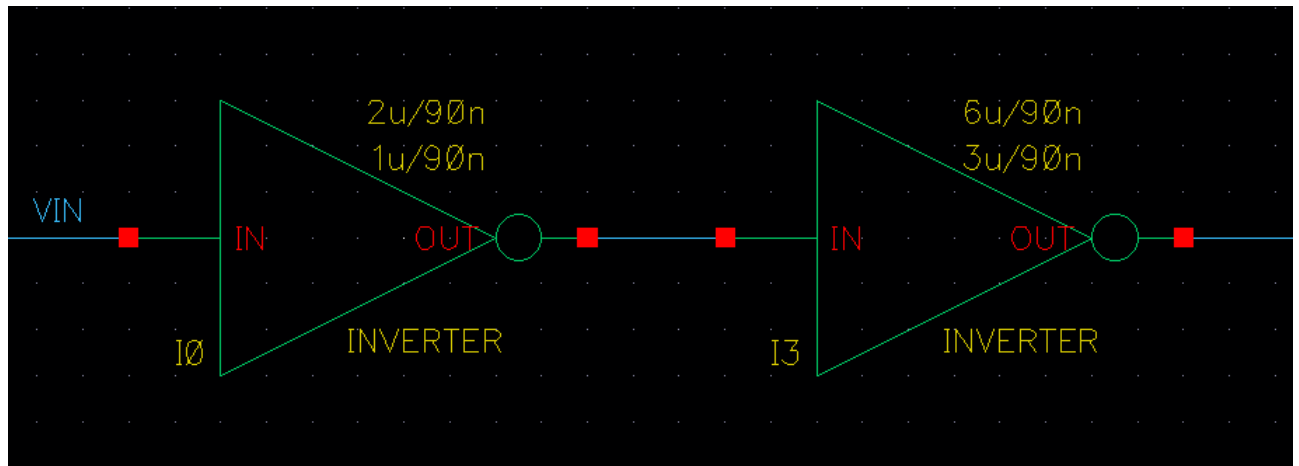 2u/90n
1u/90n
VIN
IN
OUT
I0
INVERTER
6u/90n
3u/90n
IN
OUT
I3
INVERTER